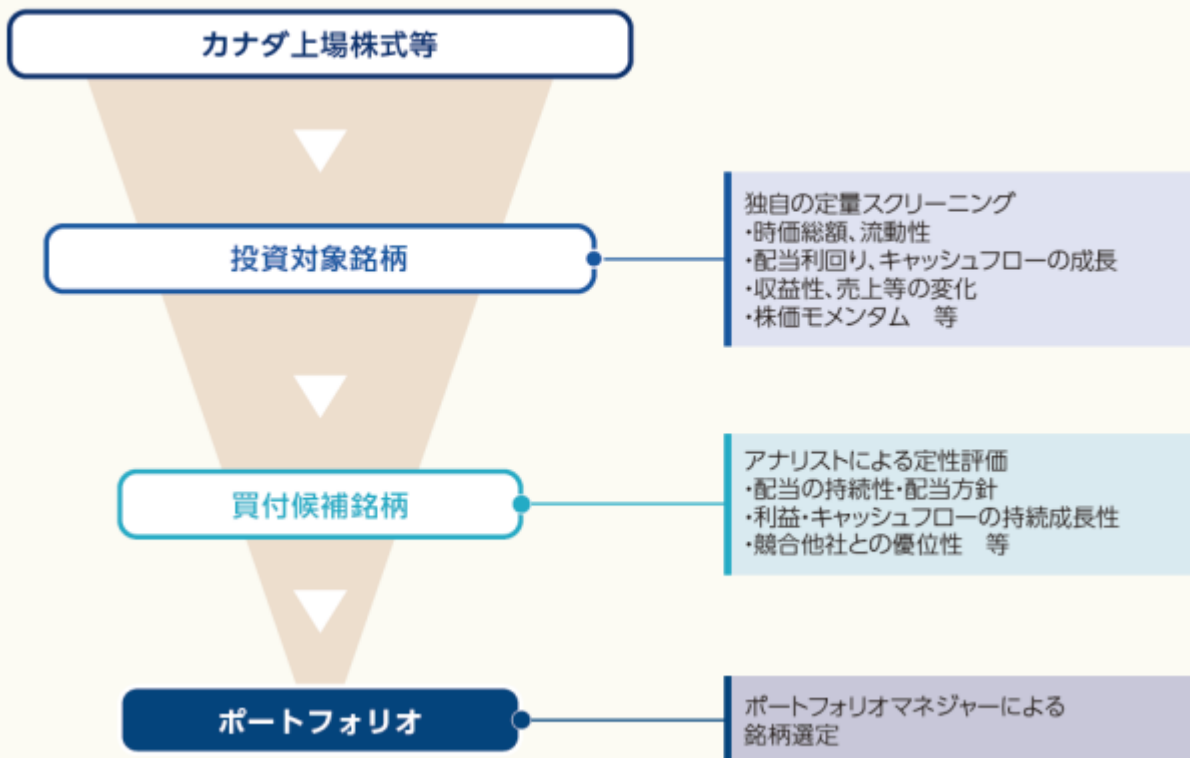 カナダ上場株式等
投資対象銘柄
独自の定量スクリーニング
・時価総額、流動性
・配当利回り、キャッシュフローの成長
・収益性、売上等の変化
・株価モメンタム　等
買付候補銘柄
アナリストによる定性評価
・配当の持続性・配当方針
・利益・キャッシュフローの持続成長性
・競合他社との優位性　等
ポートフォリオ
ポートフォリオマネジャーによる
銘柄選定